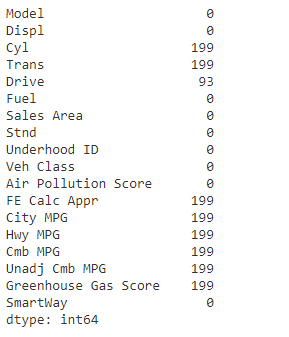 Model 0
Displ 0
Cyl 199
Trans 199
Drive 93
Fuel 0
Sales Area 0
Stnd 0
Underhood ID 0
Veh Class 0
Air Pollution Score 0
FE Calc Appr 199
City MPG 199
Hwy MPG 199
Cmb MPG 199
Unadj Cmb MPG 199
Greenhouse Gas Score 199
SmartWay 0
dtype: int64